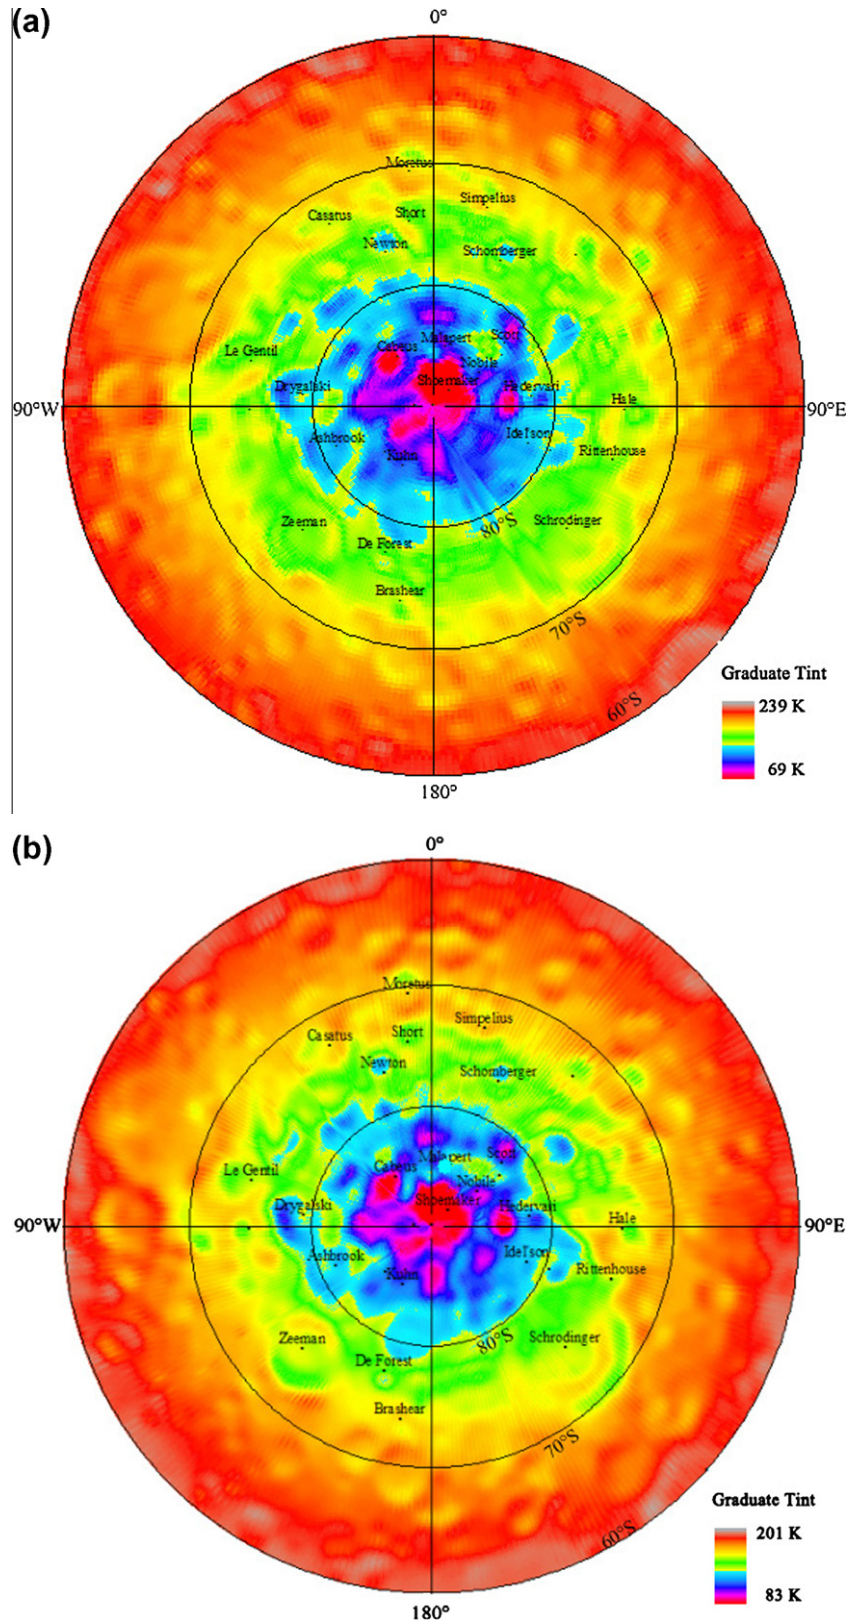 (a)
0°
Moretus
Simpelius
Casatus
Short
Newton
Schomberger
Malapert
Scott
Cabeus
Le Gentil
Nobile
Shoemaker
Drygalski
Hedervari
Hale
90°W
90°E
Ashbrook
Idel'son
Kuhn
Rittenhouse
Zeeman
80°S
Schrodinger
De Forest
Brashear
70°S
Graduate Tint
60°S
239 K
69 K
180°
(b)
0°
Moretus
Simpelius
Casatus
Short
Newton
Schomberger
Malapert
Scott
Cabeus
Le Gentil
Nobile
Shoemaker
Drygalski
Hedervari
Hale
90°W
90°E
Ashbrook
Idel'son
Kuhn
Rittenhouse
Zeeman
80°S
Schrodinger
De Forest
Brashear
70°S
Graduate Tint
60°S
201 K
83 K
180°